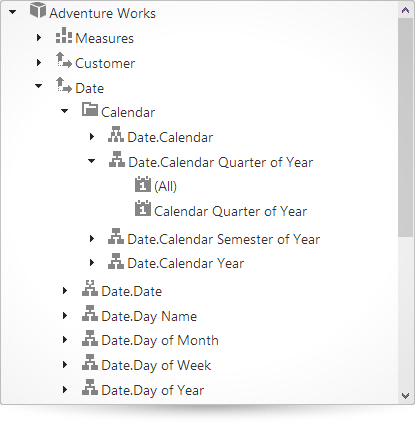 Adventure Works
Measures
Customer
Date
Calendar
Date.Calendar
Date.Calendar Quarter of Year
(All)
Calendar Quarter of Year
Date.Calendar Semester of Year
Date.Calendar Year
Date.Date
Date.Day Name
Date.Day of Month
Date.Day of Week
Date.Day of Year